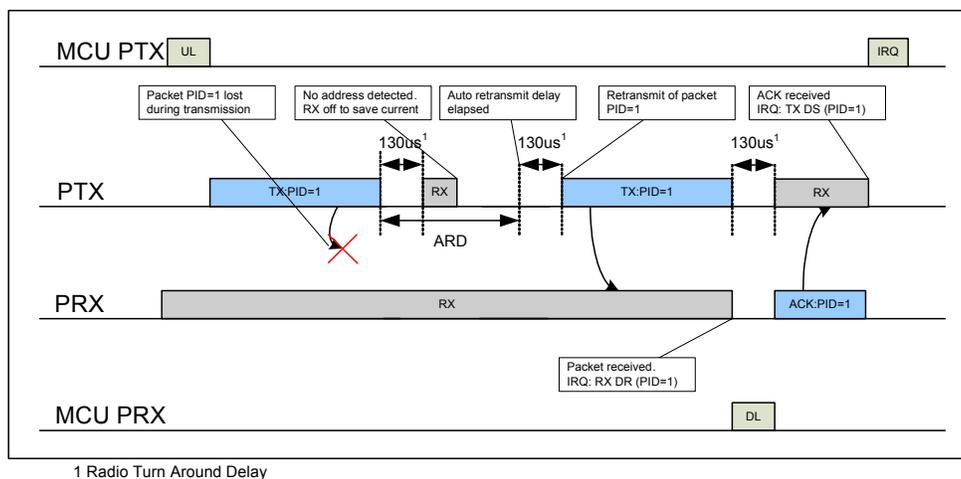 MCU PTX
UL
IRQ
Packet PID=1 lost
during transmission
No address detected.
RX off to save current
Auto retransmit delay
elapsed
Retransmit of packet
PID=1
ACK received
IRQ: TX DS (PID=1)
130us¹
130us¹
130us¹
PTX
TX:PID=1
RX
TX:PID=1
RX
ARD
PRX
RX
ACK:PID=1
Packet received.
IRQ: RX DR (PID=1)
MCU PRX
DL
1 Radio Turn Around Delay